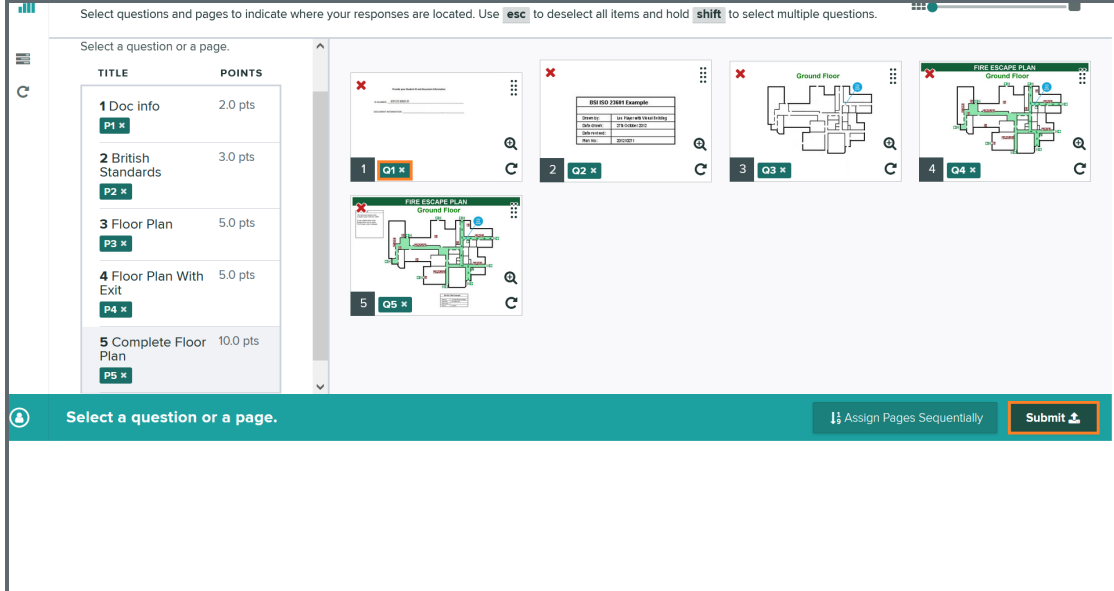 Select questions and pages to indicate where your responses are located. Use esc to deselect all items and hold shift to select multiple questions.
Select a question or a page.
TITLE POINTS
1 Doc info 2.0 pts
P1 ×
2 British 3.0 pts
Standards
P2 ×
3 Floor Plan 5.0 pts
P3 ×
4 Floor Plan With 5.0 pts
Exit
P4 ×
5 Complete Floor 10.0 pts
Plan
P5 ×
1 Q1 ×
BSI ISO 23601 Example
Drawn by:
Date drawn: 27th October 2012
Date revised:
Plan no.:
2 Q2 ×
Ground Floor
3 Q3 ×
FIRE ESCAPE PLAN
Ground Floor
4 Q4 ×
FIRE ESCAPE PLAN
Ground Floor
5 Q5 ×
Select a question or a page.
Assign Pages Sequentially
Submit